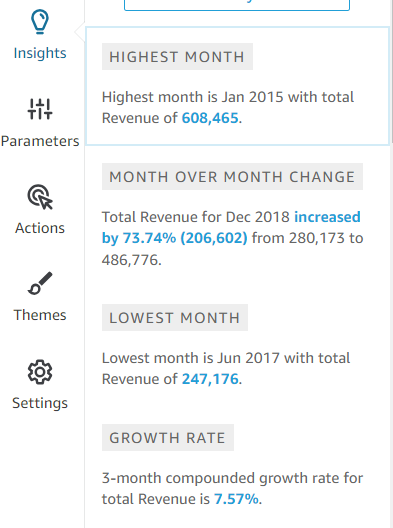 Insights
Parameters
Actions
Themes
Settings
HIGHEST MONTH
Highest month is Jan 2015 with total
Revenue of 608,465.
MONTH OVER MONTH CHANGE
Total Revenue for Dec 2018 increased
by 73.74% (206,602) from 280,173 to
486,776.
LOWEST MONTH
Lowest month is Jun 2017 with total
Revenue of 247,176.
GROWTH RATE
3-month compounded growth rate for
total Revenue is 7.57%.